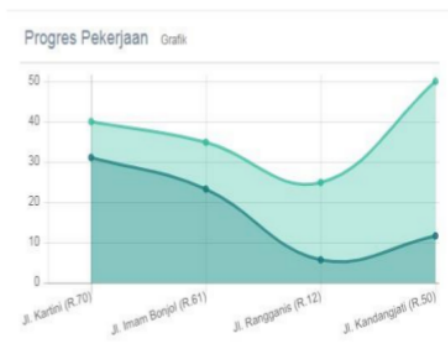 Progres Pekerjaan Grafik
50
40
30
20
10
0
Jl. Kartini (R.70)
Jl. Imam Bonjol (R.61)
Jl. Rangganis (R.12)
Jl. Kandangjati (R.50)